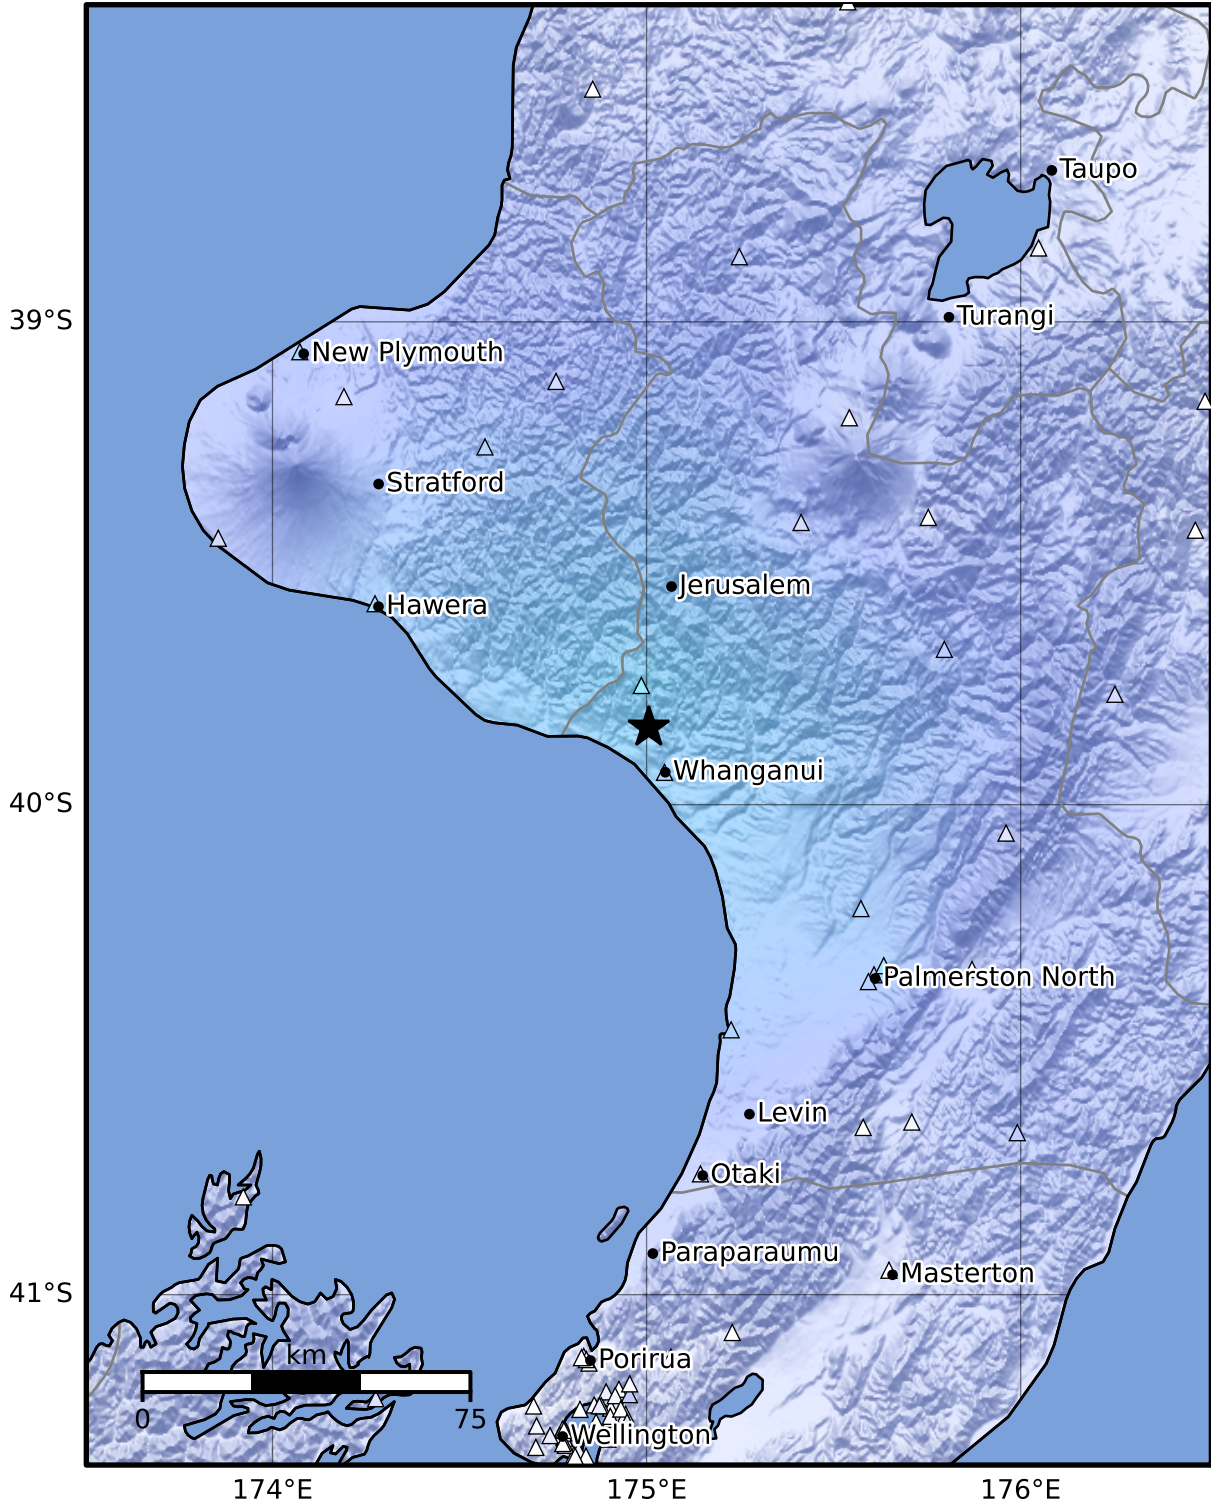 Taupo
Turangi
39°S
New Plymouth
Stratford
Jerusalem
Hawera
Whanganui
40°S
Palmerston North
Levin
Otaki
Paraparaumu
Masterton
41°S
km
Porirua
0
75
Wellington
174°E
175°E
176°E